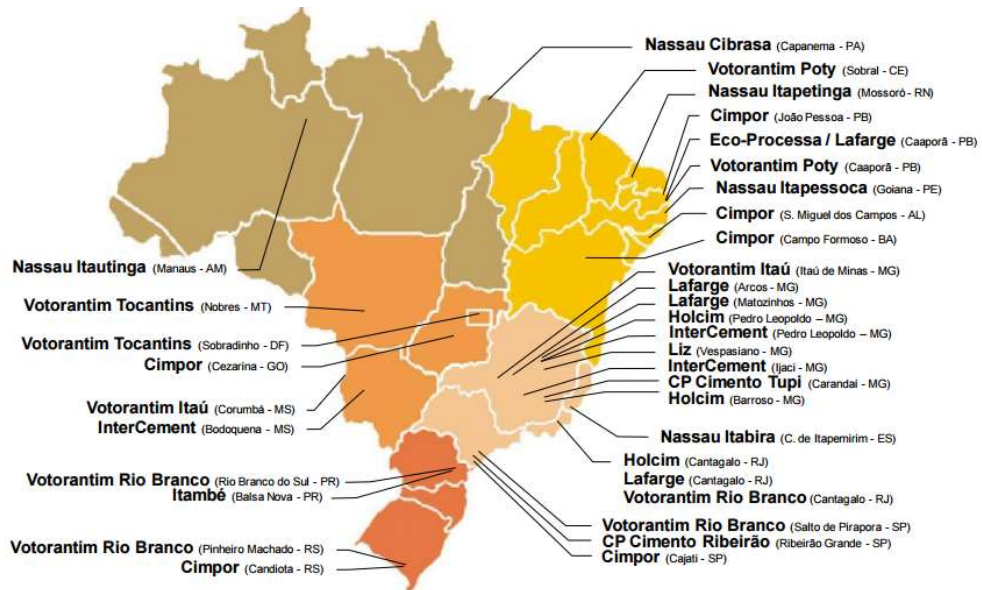 Nassau Cibrasa (Capanema - PA)
Votorantim Poty (Sobral - CE)
Nassau Itapetinga (Mossoró - RN)
Cimpor (João Pessoa - PB)
Eco-Processa / Lafarge (Caaporã - PB)
Votorantim Poty (Caaporã - PB)
Nassau Itapessoca (Goiana - PE)
Cimpor (S. Miguel dos Campos - AL)
Cimpor (Campo Formoso - BA)
Nassau Itautinga (Manaus - AM)
Votorantim Tocantins (Nobres - MT)
Votorantim Tocantins (Sobradinho - DF)
Cimpor (Cezarina - GO)
Votorantim Itaú (Corumbá - MS)
InterCement (Bodoquena - MS)
Votorantim Itaú (Itaú de Minas - MG)
Lafarge (Arcos - MG)
Lafarge (Matozinhos - MG)
Holcim (Pedro Leopoldo – MG)
InterCement (Pedro Leopoldo – MG)
Liz (Vespasiano - MG)
InterCement (Ijaci - MG)
CP Cimento Tupi (Carandaí - MG)
Holcim (Barroso - MG)
Nassau Itabira (C. de Itapemirim - ES)
Holcim (Cantagalo - RJ)
Lafarge (Cantagalo - RJ)
Votorantim Rio Branco (Cantagalo - RJ)
Votorantim Rio Branco (Rio Branco do Sul - PR)
Itambé (Balsa Nova - PR)
Votorantim Rio Branco (Salto de Pirapora - SP)
CP Cimento Ribeirão (Ribeirão Grande - SP)
Cimpor (Cajati - SP)
Votorantim Rio Branco (Pinheiro Machado - RS)
Cimpor (Candiota - RS)